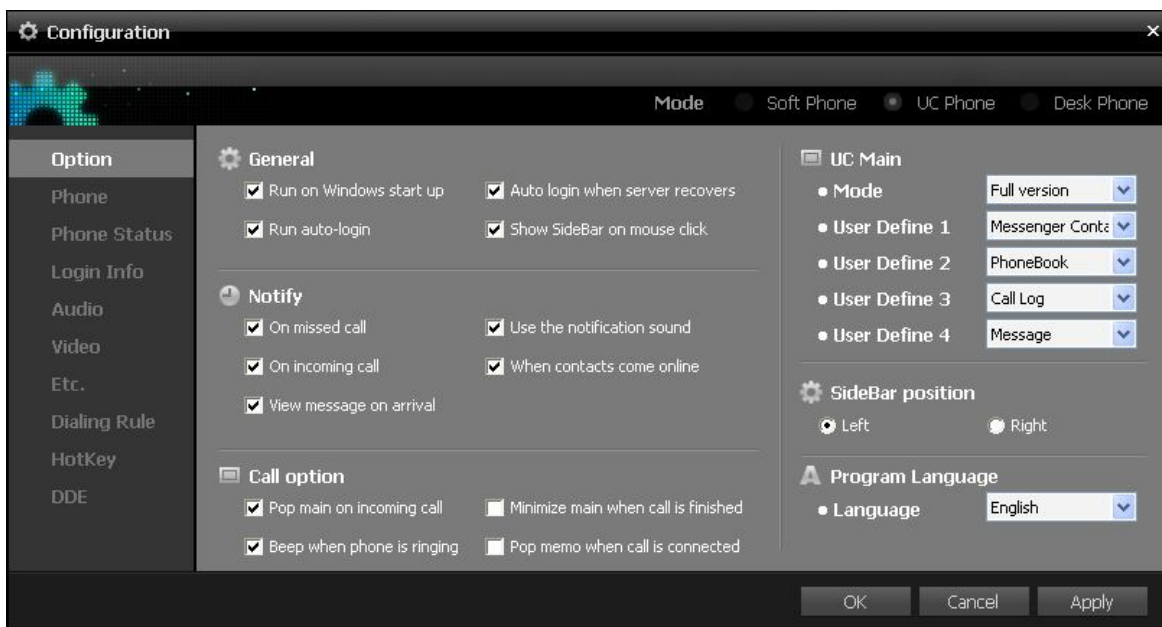 Configuration
Mode Soft Phone UC Phone Desk Phone
Option
Phone
Phone Status
Login Info
Audio
Video
Etc.
Dialing Rule
HotKey
DDE
General
Run on Windows start up Auto login when server recovers
Run auto-login Show SideBar on mouse click
Notify
On missed call Use the notification sound
On incoming call When contacts come online
View message on arrival
Call option
Pop main on incoming call Minimize main when call is finished
Beep when phone is ringing Pop memo when call is connected
UC Main
Mode Full version
User Define 1 Messenger Conta
User Define 2 PhoneBook
User Define 3 Call Log
User Define 4 Message
SideBar position
Left Right
A Program Language
Language English
OK Cancel Apply